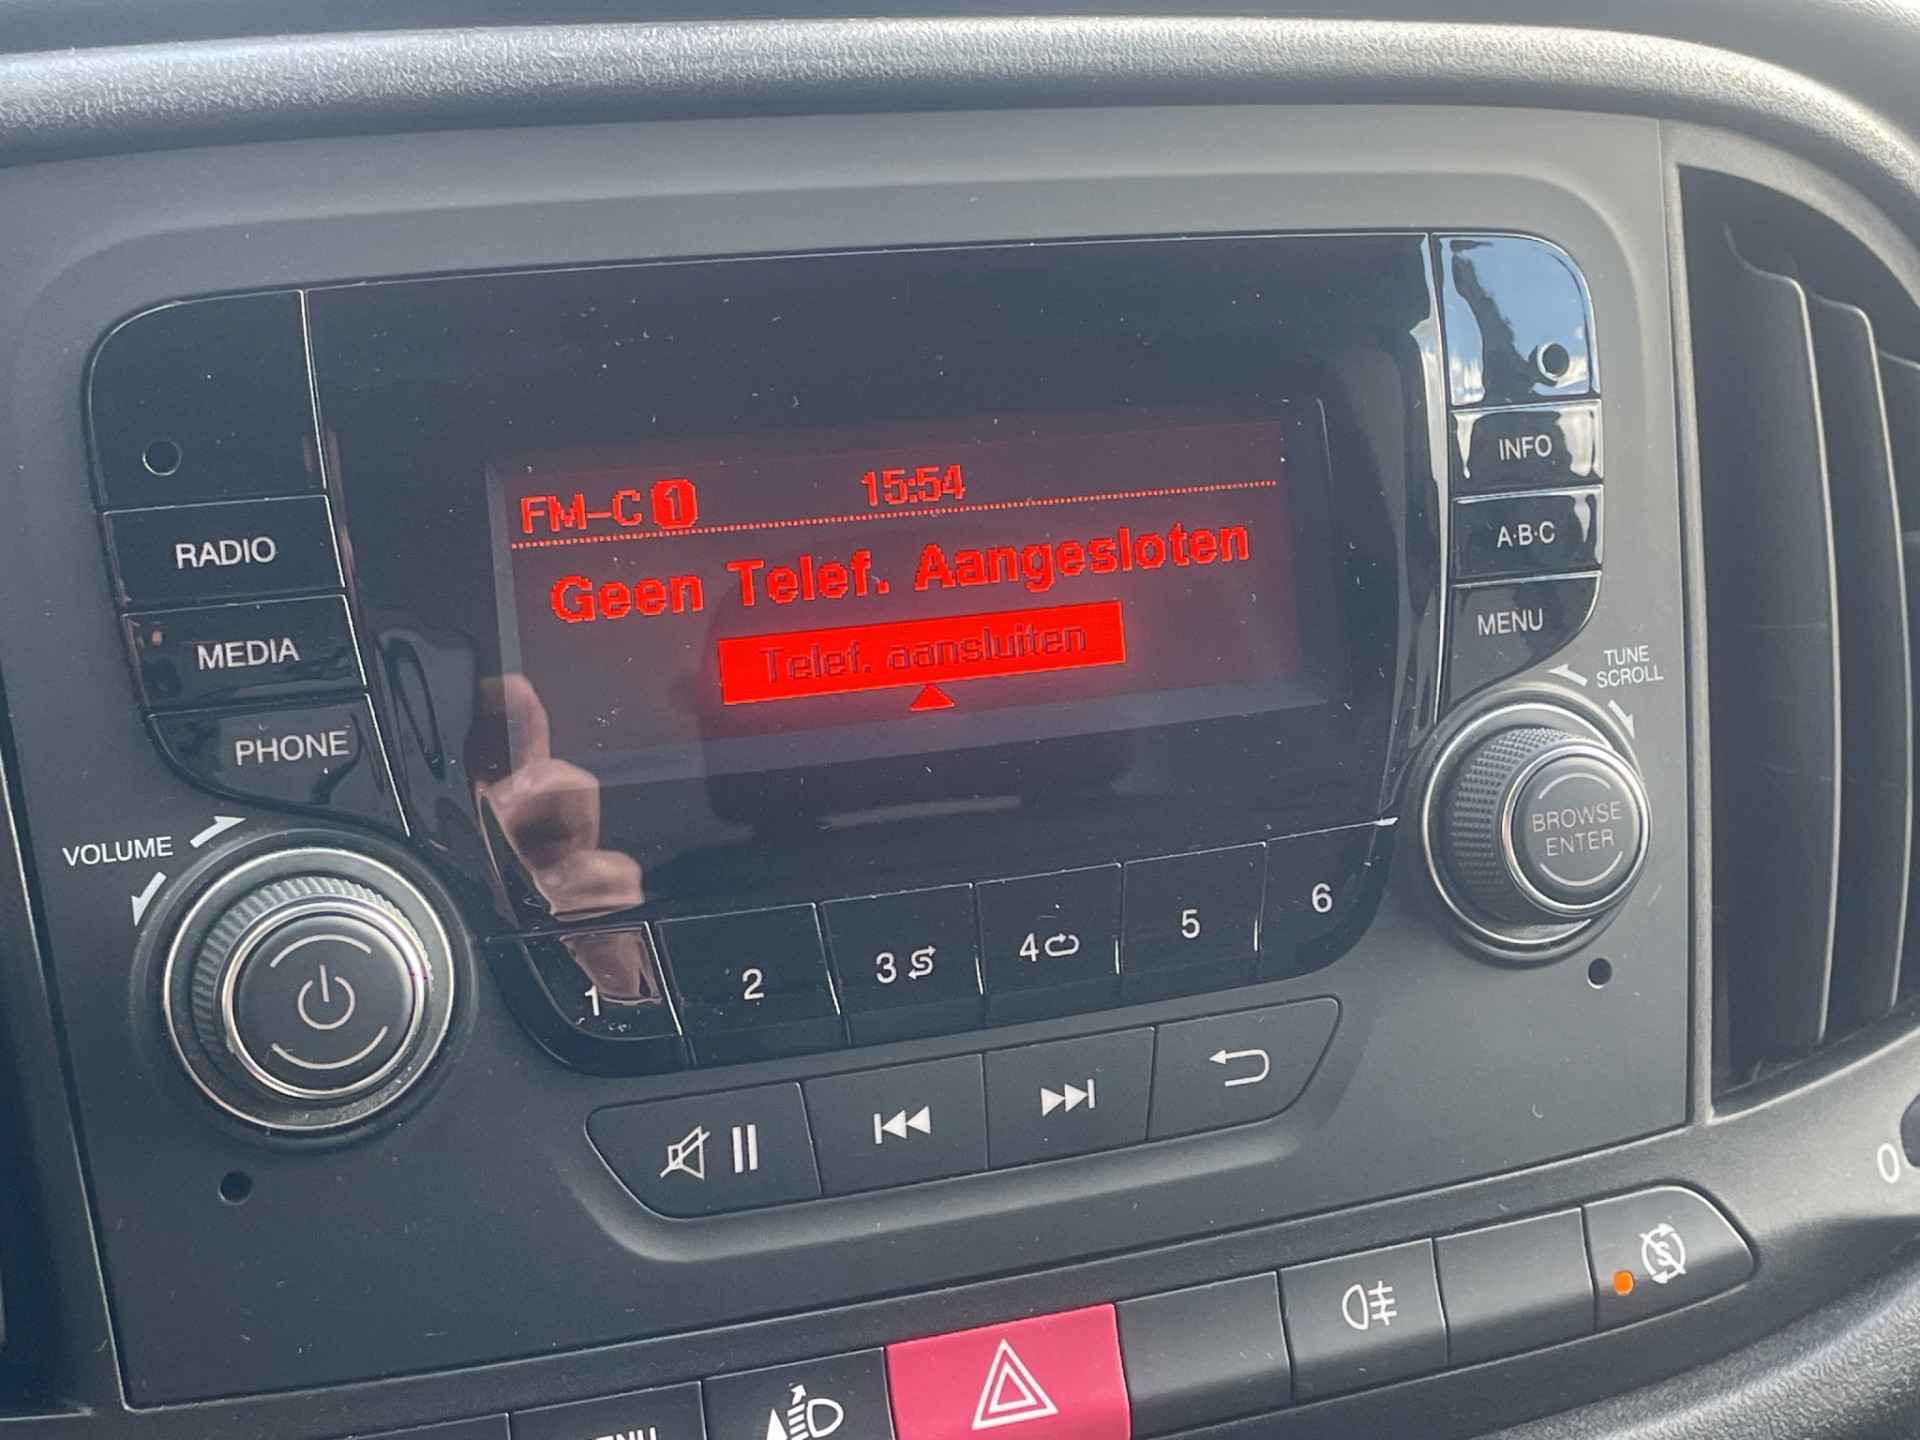 FM-C 1 15:54
Geen Telef. Aangesloten
Telef. aansluiten
RADIO
MEDIA
PHONE
VOLUME
INFO
A·B·C
MENU
TUNE
SCROLL
BROWSE
ENTER
1 2 3 4 5 6
0